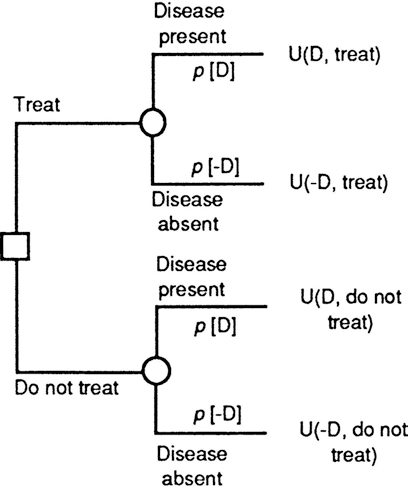 Disease
present
p [D]
U(D, treat)
Treat
p [-D]
U(-D, treat)
Disease
absent
Disease
present
p [D]
U(D, do not
treat)
Do not treat
p [-D]
U(-D, do not
treat)
Disease
absent